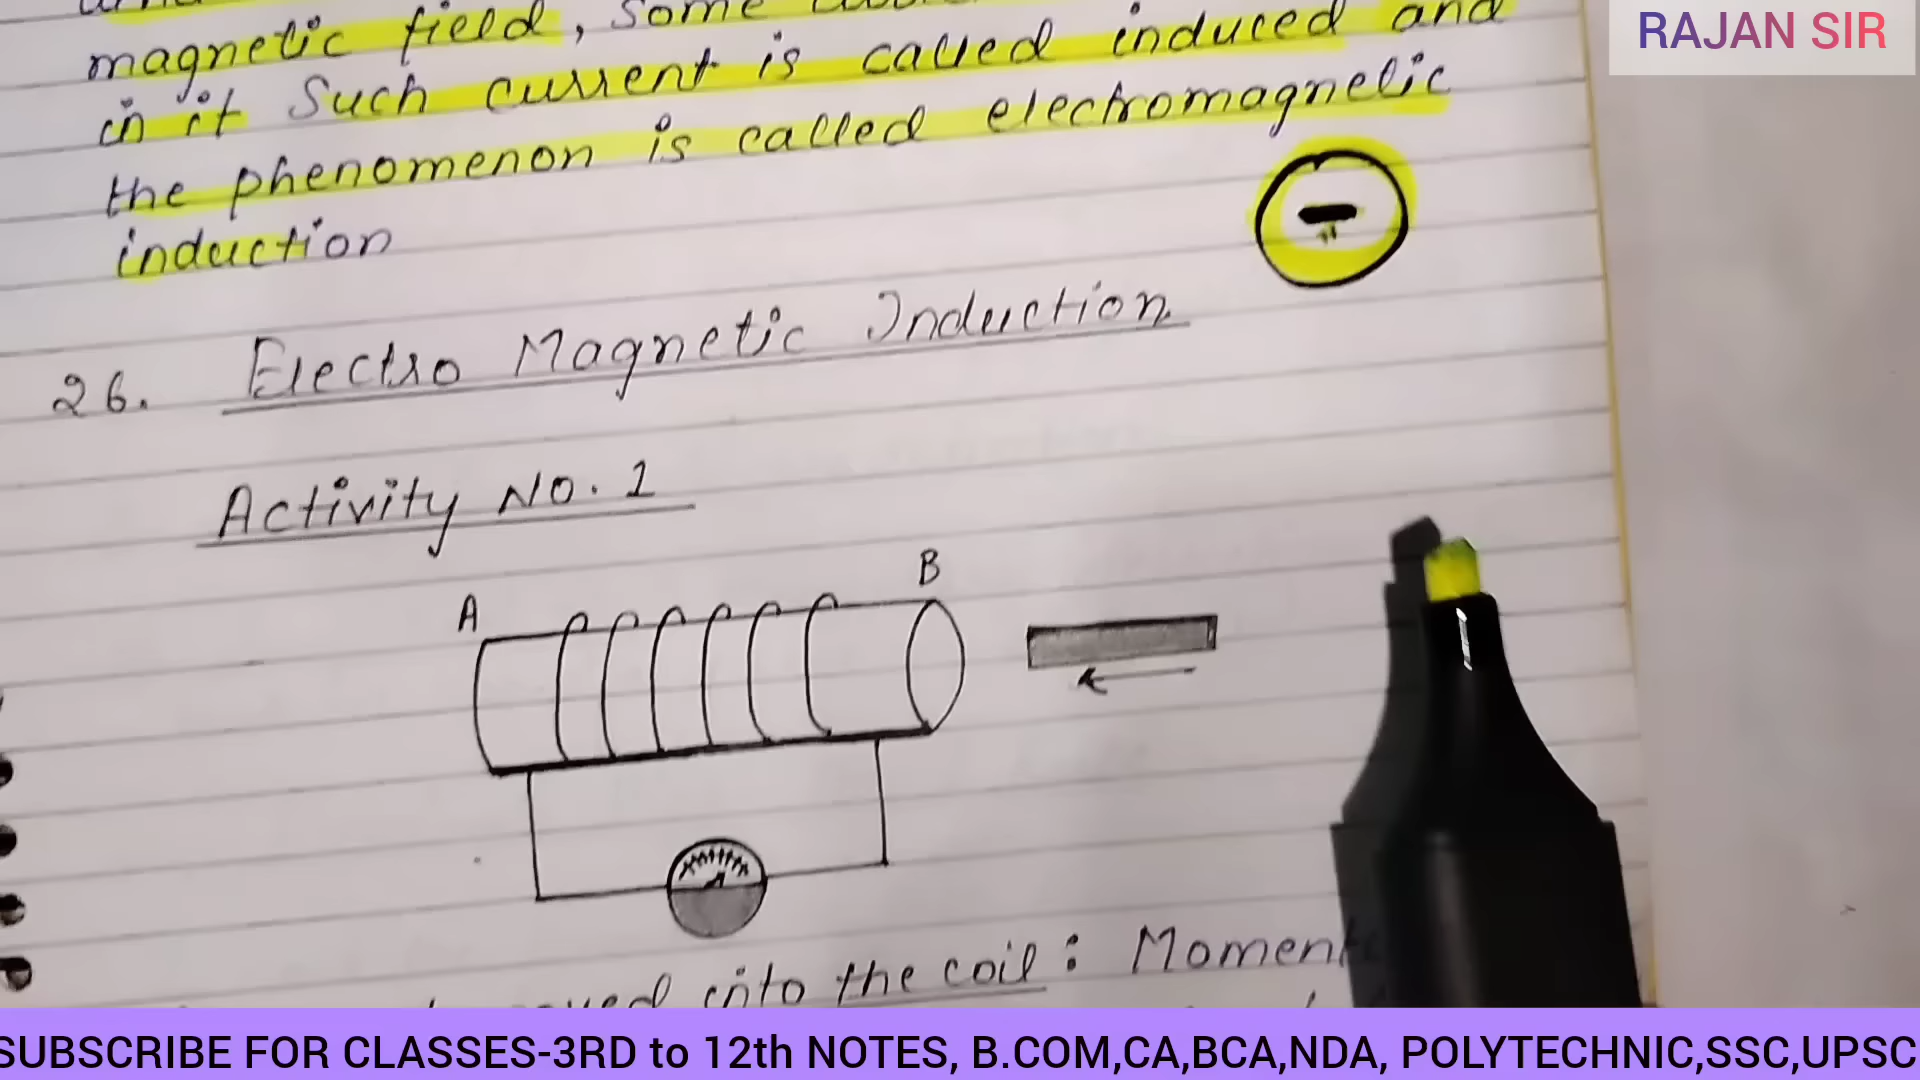 magnetic field, some
RAJAN SIR
in it Such current is called induced and
the phenomenon is called electromagnetic
induction
26. Electro Magnetic Induction
Activity No. 1
A
B
into the coil: Moment
SUBSCRIBE FOR CLASSES-3RD to 12th NOTES, B.COM,CA,BCA,NDA, POLYTECHNIC,SSC,UPSC